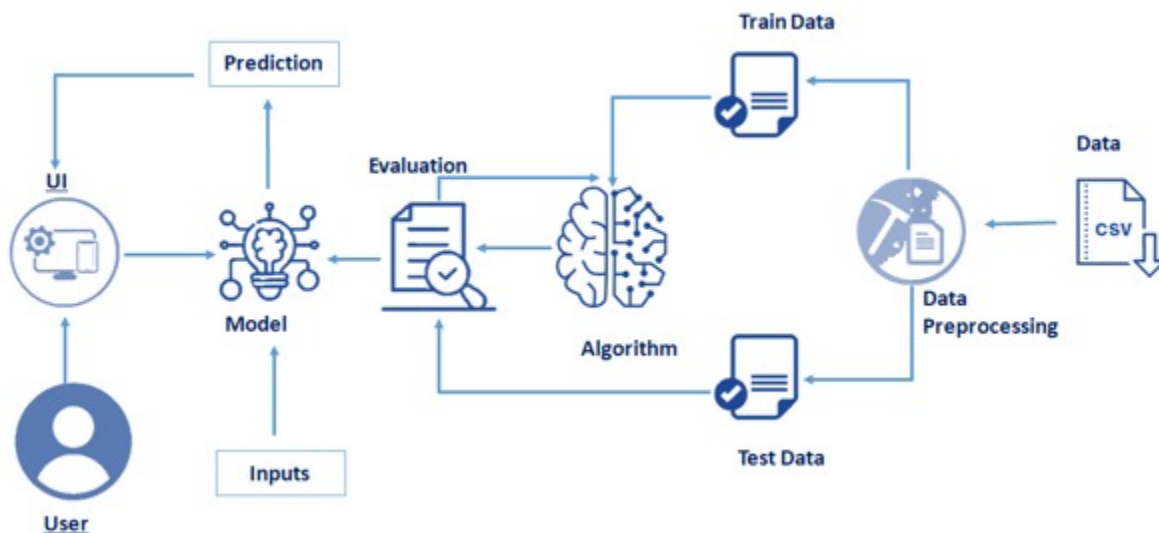 Train Data
Prediction
Data
Evaluation
UI
CSV
Data
Preprocessing
Model
Algorithm
Inputs
Test Data
User